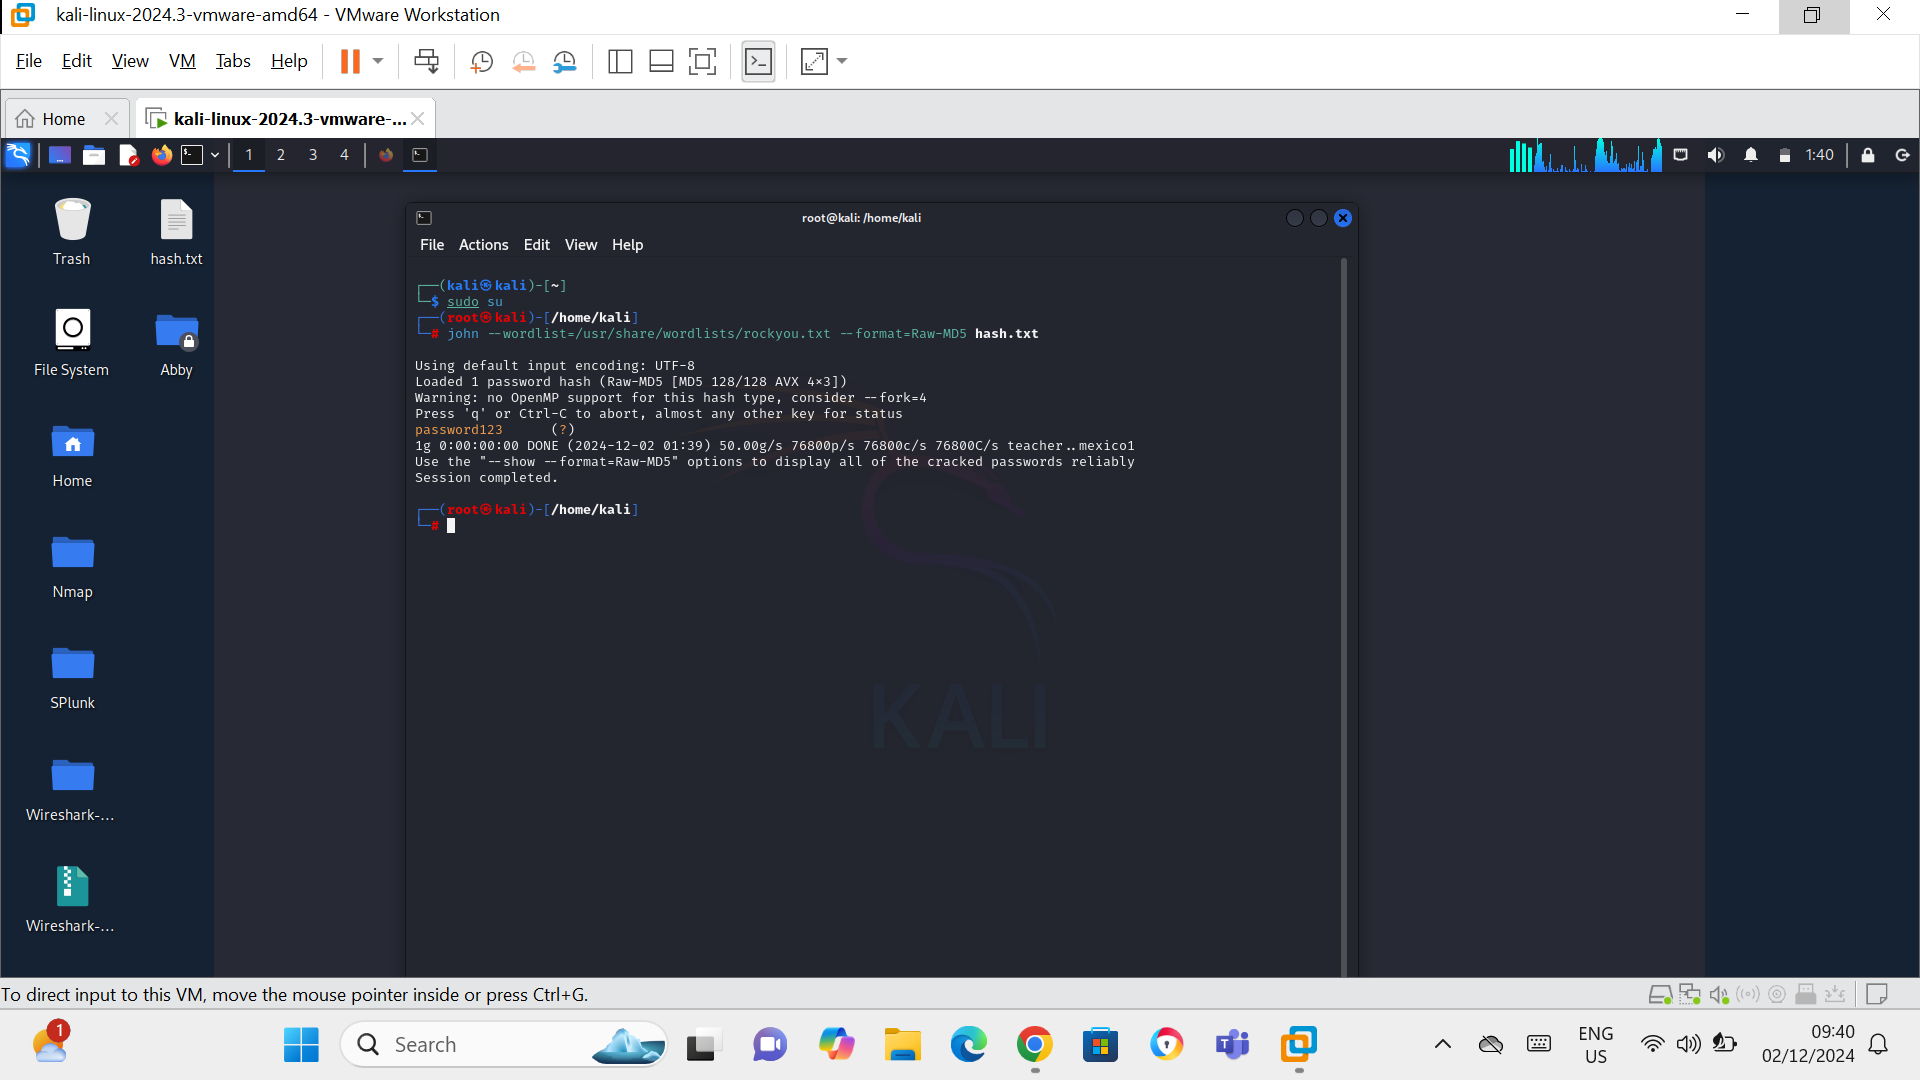 kali-linux-2024.3-vmware-amd64 - VMware Workstation
File Edit View VM Tabs Help
Home kali-linux-2024.3-vmware-...
1 2 3 4 1:40
Trash hash.txt
File System Abby
Home
Nmap
SPlunk
Wireshark-...
Wireshark-...
root@kali: /home/kali
File Actions Edit View Help
┌──(kali㉿kali)-[~]
└─$ sudo su
┌──(root㉿kali)-[/home/kali]
└─# john --wordlist=/usr/share/wordlists/rockyou.txt --format=Raw-MD5 hash.txt
Using default input encoding: UTF-8
Loaded 1 password hash (Raw-MD5 [MD5 128/128 AVX 4×3])
Warning: no OpenMP support for this hash type, consider --fork=4
Press 'q' or Ctrl-C to abort, almost any other key for status
password123 (?)
1g 0:00:00:00 DONE (2024-12-02 01:39) 50.00g/s 76800p/s 76800c/s 76800C/s teacher..mexico1
Use the "--show --format=Raw-MD5" options to display all of the cracked passwords reliably
Session completed.
┌──(root㉿kali)-[/home/kali]
└─#
KALI
To direct input to this VM, move the mouse pointer inside or press Ctrl+G.
1
Search
ENG
US
09:40
02/12/2024